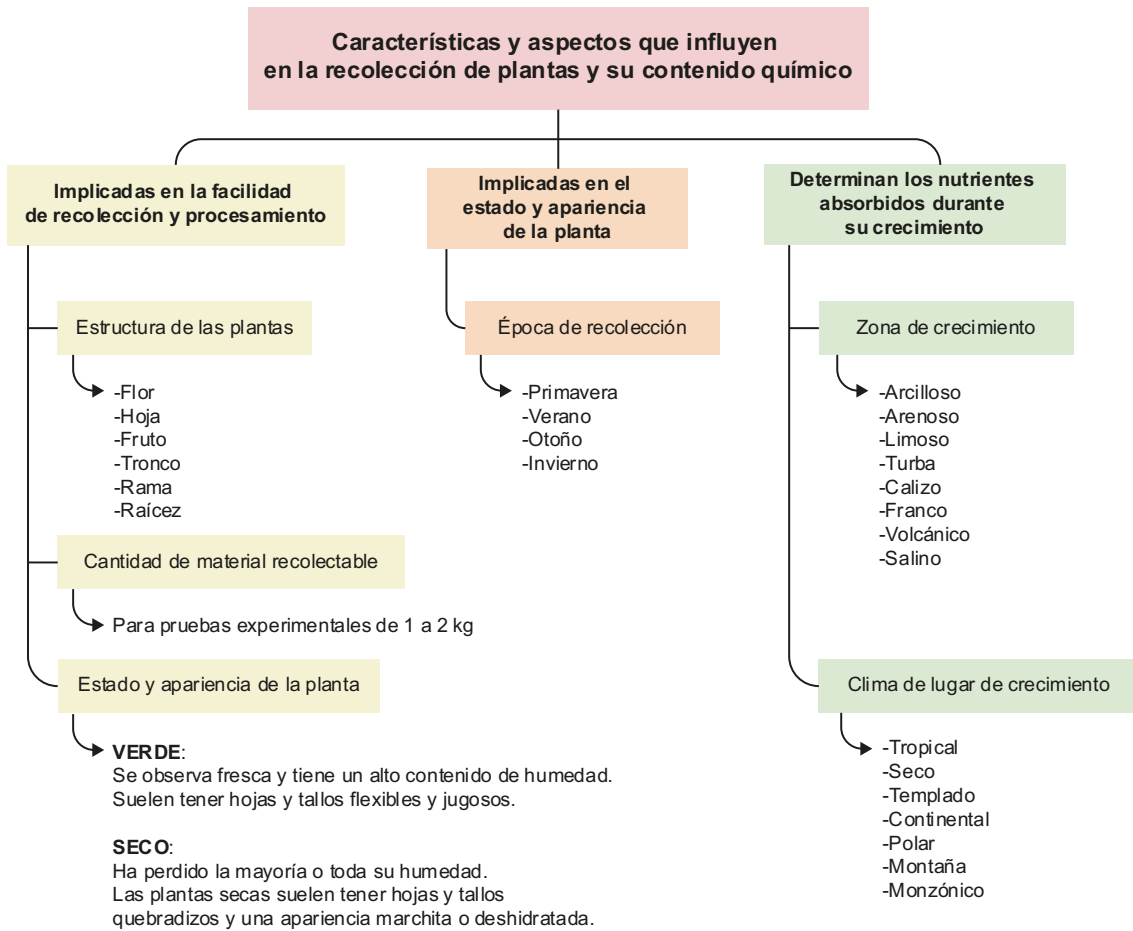 Características y aspectos que influyen
en la recolección de plantas y su contenido químico
Implicadas en la facilidad
de recolección y procesamiento
Estructura de las plantas
-Flor
-Hoja
-Fruto
-Tronco
-Rama
-Raícez
Cantidad de material recolectable
Para pruebas experimentales de 1 a 2 kg
Estado y apariencia de la planta
VERDE:
Se observa fresca y tiene un alto contenido de humedad.
Suelen tener hojas y tallos flexibles y jugosos.
SECO:
Ha perdido la mayoría o toda su humedad.
Las plantas secas suelen tener hojas y tallos
quebradizos y una apariencia marchita o deshidratada.
Implicadas en el
estado y apariencia
de la planta
Época de recolección
-Primavera
-Verano
-Otoño
-Invierno
Determinan los nutrientes
absorbidos durante
su crecimiento
Zona de crecimiento
-Arcilloso
-Arenoso
-Limoso
-Turba
-Calizo
-Franco
-Volcánico
-Salino
Clima de lugar de crecimiento
-Tropical
-Seco
-Templado
-Continental
-Polar
-Montaña
-Monzónico